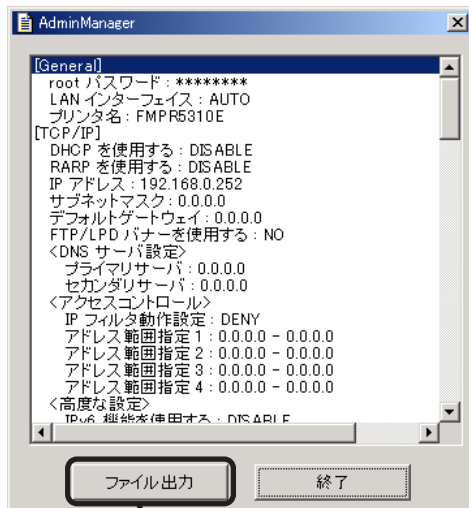 AdminManager
[General]
root パスワード : ********
LAN インターフェイス : AUTO
プリンタ名 : FMPR5310E
[TCP/IP]
DHCP を使用する : DISABLE
RARP を使用する : DISABLE
IP アドレス : 192.168.0.252
サブネットマスク : 0.0.0.0
デフォルトゲートウェイ : 0.0.0.0
FTP/LPD バナーを使用する : NO
<DNS サーバ設定>
プライマリサーバ : 0.0.0.0
セカンダリサーバ : 0.0.0.0
<アクセスコントロール>
IP フィルタ動作設定 : DENY
アドレス範囲指定 1 : 0.0.0.0 - 0.0.0.0
アドレス範囲指定 2 : 0.0.0.0 - 0.0.0.0
アドレス範囲指定 3 : 0.0.0.0 - 0.0.0.0
アドレス範囲指定 4 : 0.0.0.0 - 0.0.0.0
<高度な設定>
IPv6 機能を使用する : DISABLE
ファイル出力
終了